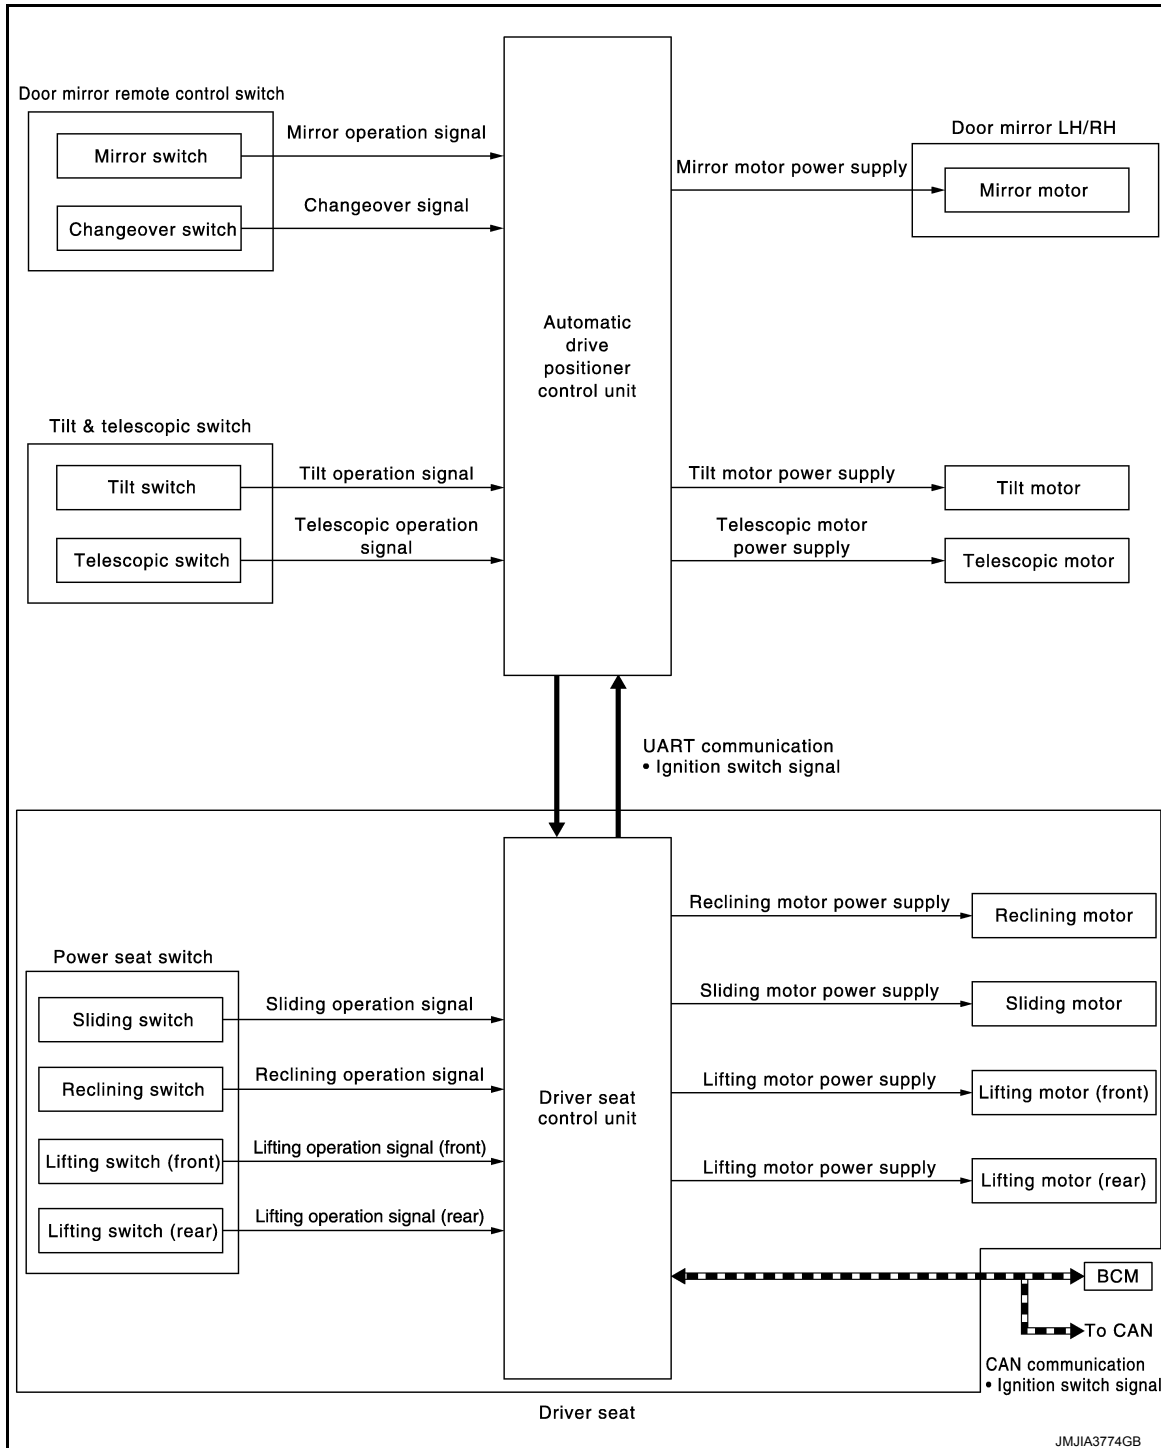 Door mirror remote control switch
Mirror switch
Mirror operation signal
Changeover switch
Changeover signal
Automatic
drive
positioner
control unit
Door mirror LH/RH
Mirror motor power supply
Mirror motor
Tilt & telescopic switch
Tilt switch
Tilt operation signal
Telescopic switch
Telescopic operation
signal
Tilt motor power supply
Tilt motor
Telescopic motor
power supply
Telescopic motor
UART communication
• Ignition switch signal
Power seat switch
Sliding switch
Sliding operation signal
Reclining switch
Reclining operation signal
Lifting switch (front)
Lifting operation signal (front)
Lifting switch (rear)
Lifting operation signal (rear)
Driver seat
control unit
Reclining motor power supply
Reclining motor
Sliding motor power supply
Sliding motor
Lifting motor power supply
Lifting motor (front)
Lifting motor power supply
Lifting motor (rear)
BCM
To CAN
CAN communication
• Ignition switch signal
Driver seat
JMJIA3774GB